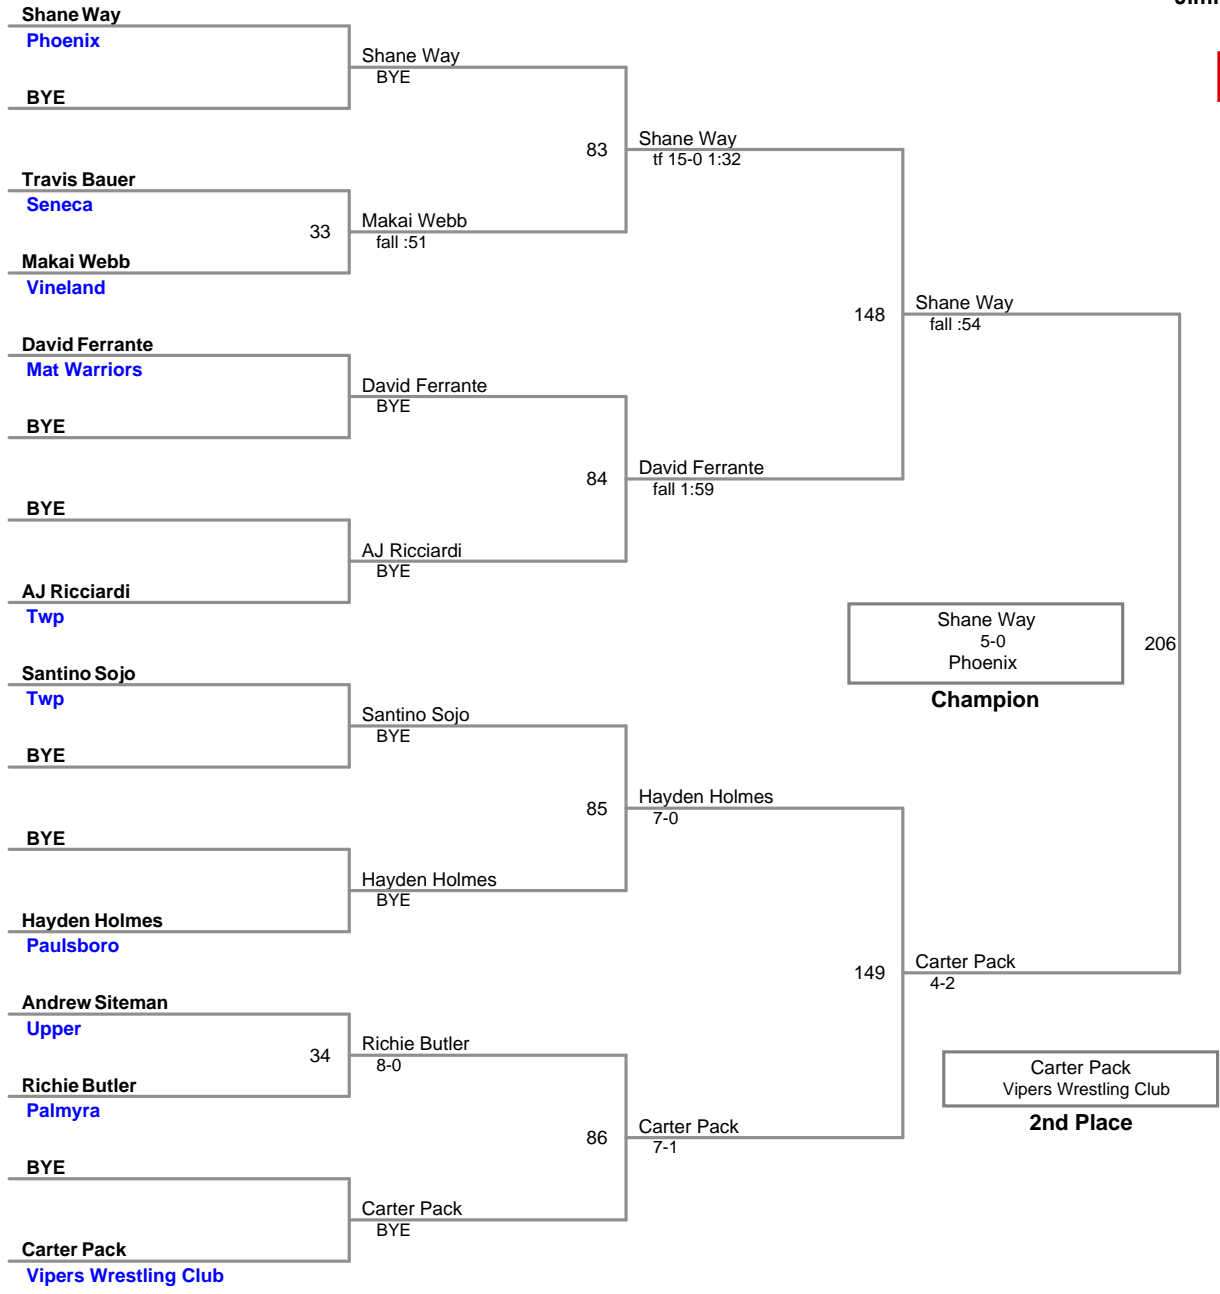 Shane Way
Phoenix
BYE
Travis Bauer
Seneca
Makai Webb
Vineland
David Ferrante
Mat Warriors
BYE
BYE
AJ Ricciardi
Twp
Santino Sojo
Twp
BYE
BYE
Hayden Holmes
Paulsboro
Andrew Siteman
Upper
Richie Butler
Palmyra
BYE
Carter Pack
Vipers Wrestling Club
Shane Way
BYE
33
Makai Webb
fall :51
David Ferrante
BYE
AJ Ricciardi
BYE
Santino Sojo
BYE
Hayden Holmes
BYE
34
Richie Butler
8-0
Carter Pack
BYE
83
Shane Way
tf 15-0 1:32
84
David Ferrante
fall 1:59
85
Hayden Holmes
7-0
86
Carter Pack
7-1
148
Shane Way
fall :54
149
Carter Pack
4-2
206
Shane Way
5-0
Phoenix
Champion
Carter Pack
Vipers Wrestling Club
2nd Place